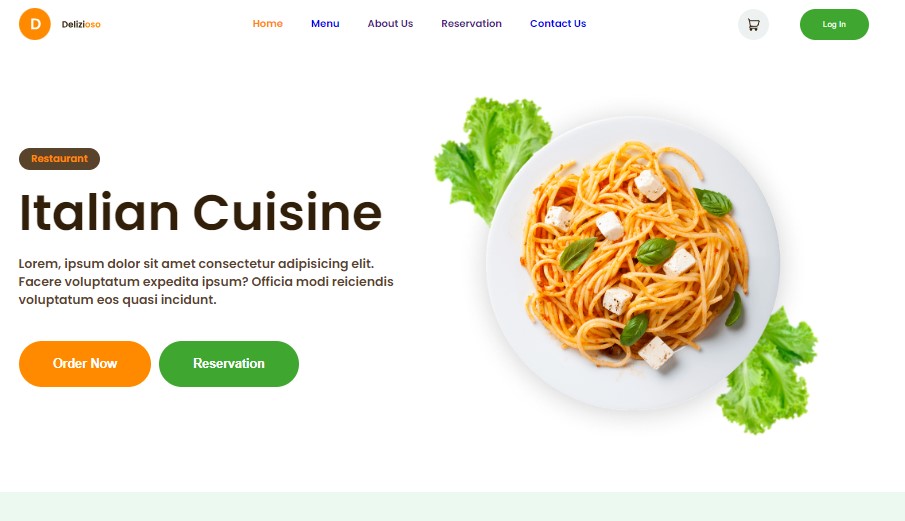 D Delizioso Home Menu About Us Reservation Contact Us Log In
Restaurant
Italian Cuisine
Lorem, ipsum dolor sit amet consectetur adipisicing elit.
Facere voluptatum expedita ipsum? Officia modi reiciendis
voluptatum eos quasi incidunt.
Order Now Reservation